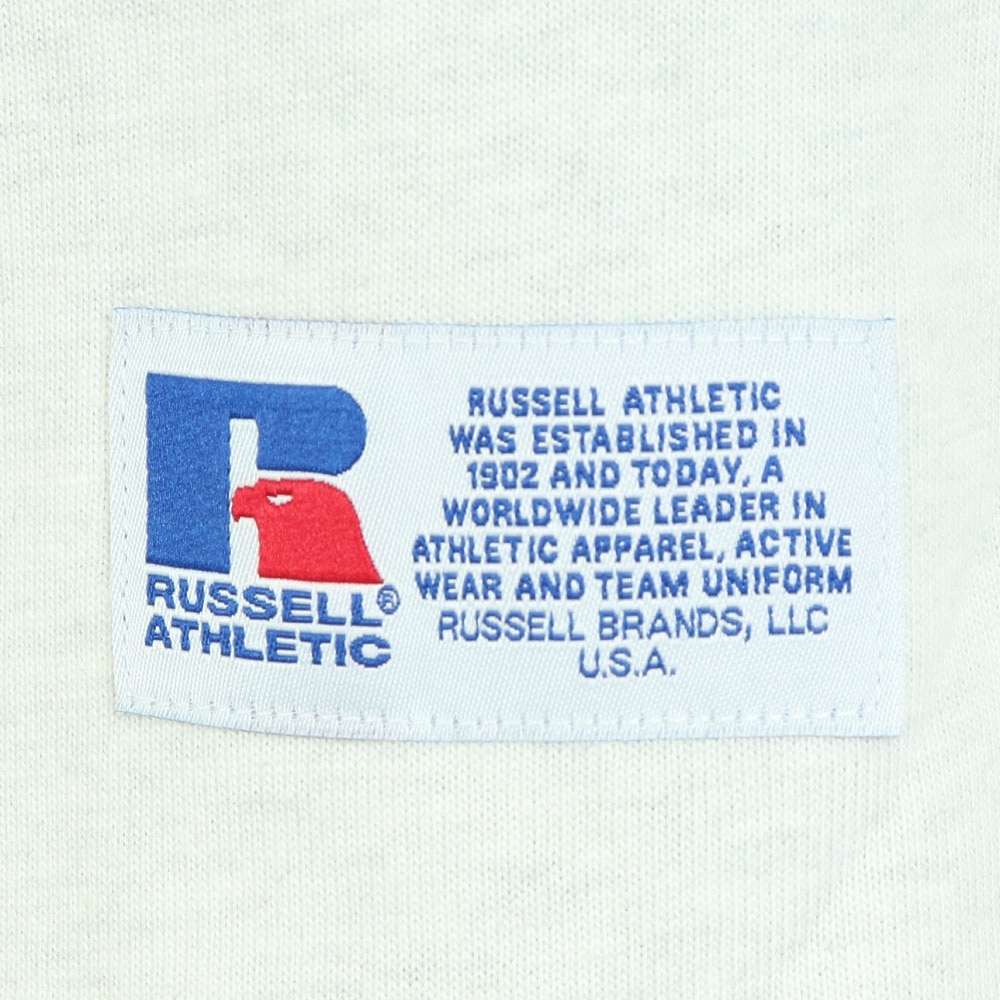 R
RUSSELL®
ATHLETIC
RUSSELL ATHLETIC
WAS ESTABLISHED IN
1902 AND TODAY, A
WORLDWIDE LEADER IN
ATHLETIC APPAREL, ACTIVE
WEAR AND TEAM UNIFORM
RUSSELL BRANDS, LLC
U.S.A.